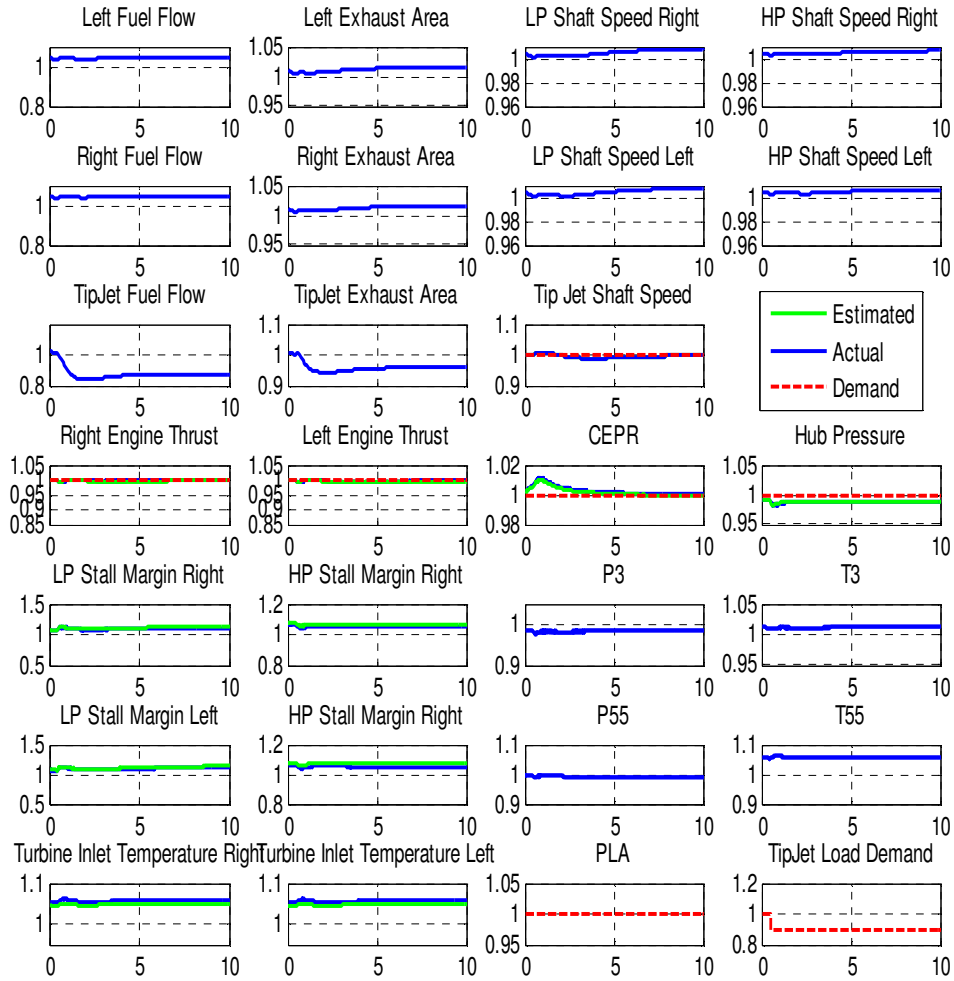 Left Fuel Flow
Left Exhaust Area
LP Shaft Speed Right
HP Shaft Speed Right
1
0.8
0 5 10
1.05
1
0.95
0 5 10
1
0.98
0.96
0 5 10
1
0.98
0.96
0 5 10
Right Fuel Flow
Right Exhaust Area
LP Shaft Speed Left
HP Shaft Speed Left
1
0.8
0 5 10
1.05
1
0.95
0 5 10
1
0.98
0.96
0 5 10
1
0.98
0.96
0 5 10
TipJet Fuel Flow
TipJet Exhaust Area
Tip Jet Shaft Speed
1
0.8
0 5 10
1.1
1
0.9
0 5 10
1.1
1
0.9
0 5 10
Estimated
Actual
Demand
Right Engine Thrust
Left Engine Thrust
CEPR
Hub Pressure
1.05
1
0.95
0.9
0.85
0 5 10
1.05
1
0.95
0.9
0.85
0 5 10
1.02
1
0.98
0 5 10
1.05
1
0.95
0 5 10
LP Stall Margin Right
HP Stall Margin Right
P3
T3
1.5
1
0.5
0 5 10
1.2
1
0.8
0 5 10
1
0.9
0 5 10
1.05
1
0.95
0 5 10
LP Stall Margin Left
HP Stall Margin Right
P55
T55
1.5
1
0.5
0 5 10
1.2
1
0.8
0 5 10
1.1
1
0.9
0 5 10
1.1
1
0.9
0 5 10
Turbine Inlet Temperature Right
Turbine Inlet Temperature Left
PLA
TipJet Load Demand
1.1
1
0 5 10
1.1
1
0 5 10
1.05
1
0.95
0 5 10
1.2
1
0.8
0 5 10